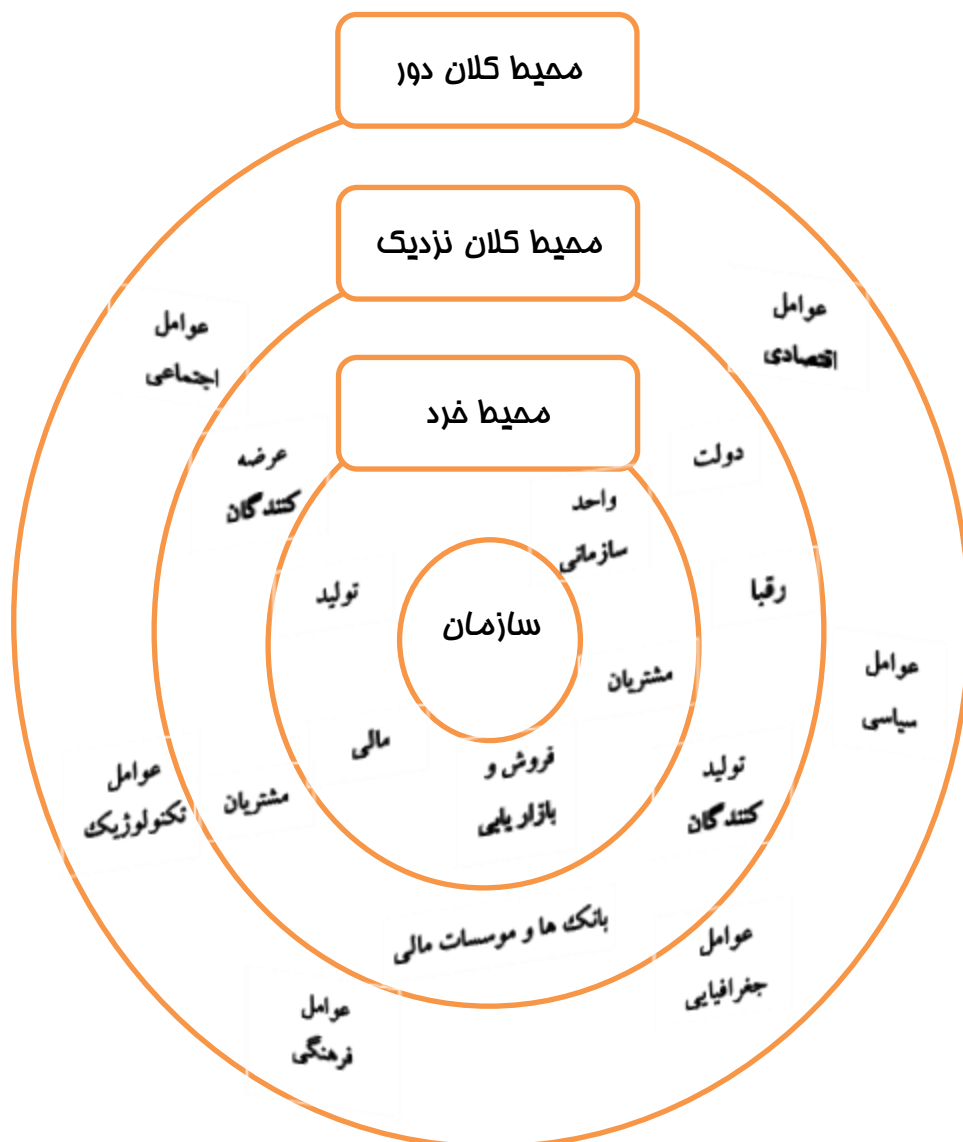 محیط کلان دور
محیط کلان نزدیک
عوامل
اقتصادی
عوامل
اجتماعی
محیط خرد
دولت
عرضه
کنندگان
واحد
سازمانی
رقبا
تولید
سازمان
عوامل
سیاسی
مشتریان
مالی
فروش و
بازاریابی
تولید
کنندگان
عوامل
تکنولوژیک
مشتریان
بانک ها و موسسات مالی
عوامل
جغرافیایی
عوامل
فرهنگی